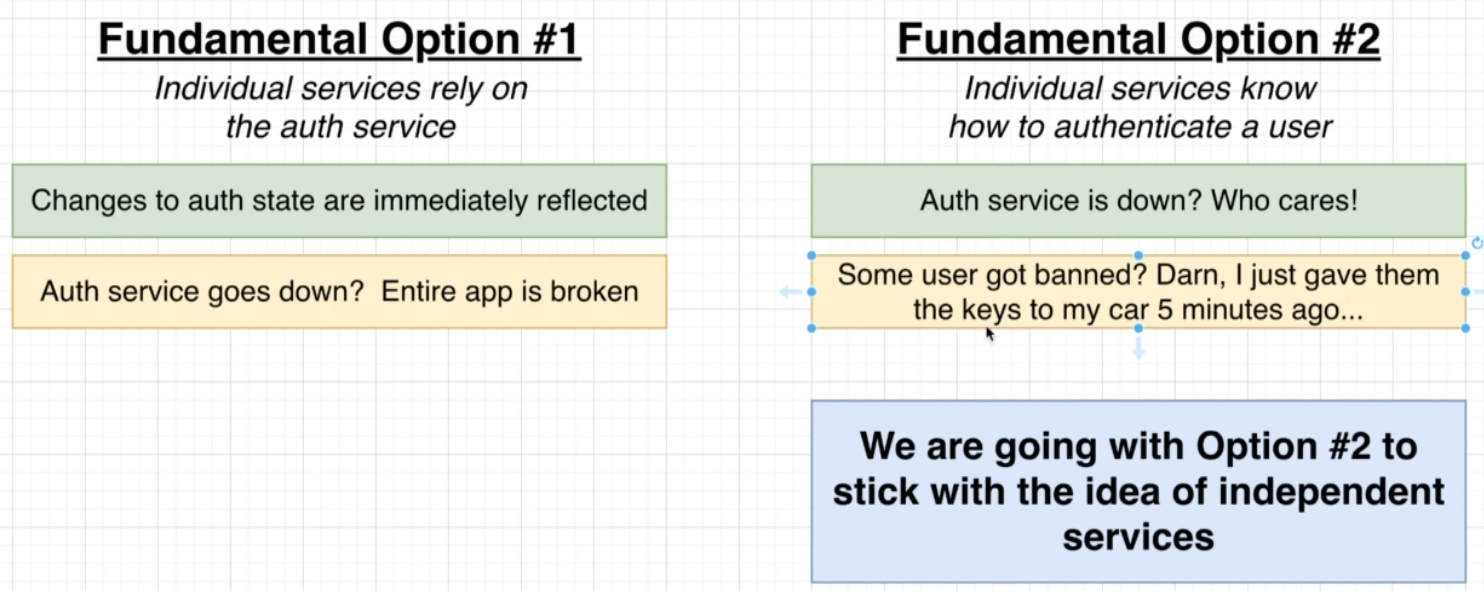 Fundamental Option #1
Individual services rely on
the auth service
Changes to auth state are immediately reflected
Auth service goes down?  Entire app is broken
Fundamental Option #2
Individual services know
how to authenticate a user
Auth service is down? Who cares!
Some user got banned? Darn, I just gave them
the keys to my car 5 minutes ago...
We are going with Option #2 to
stick with the idea of independent
services